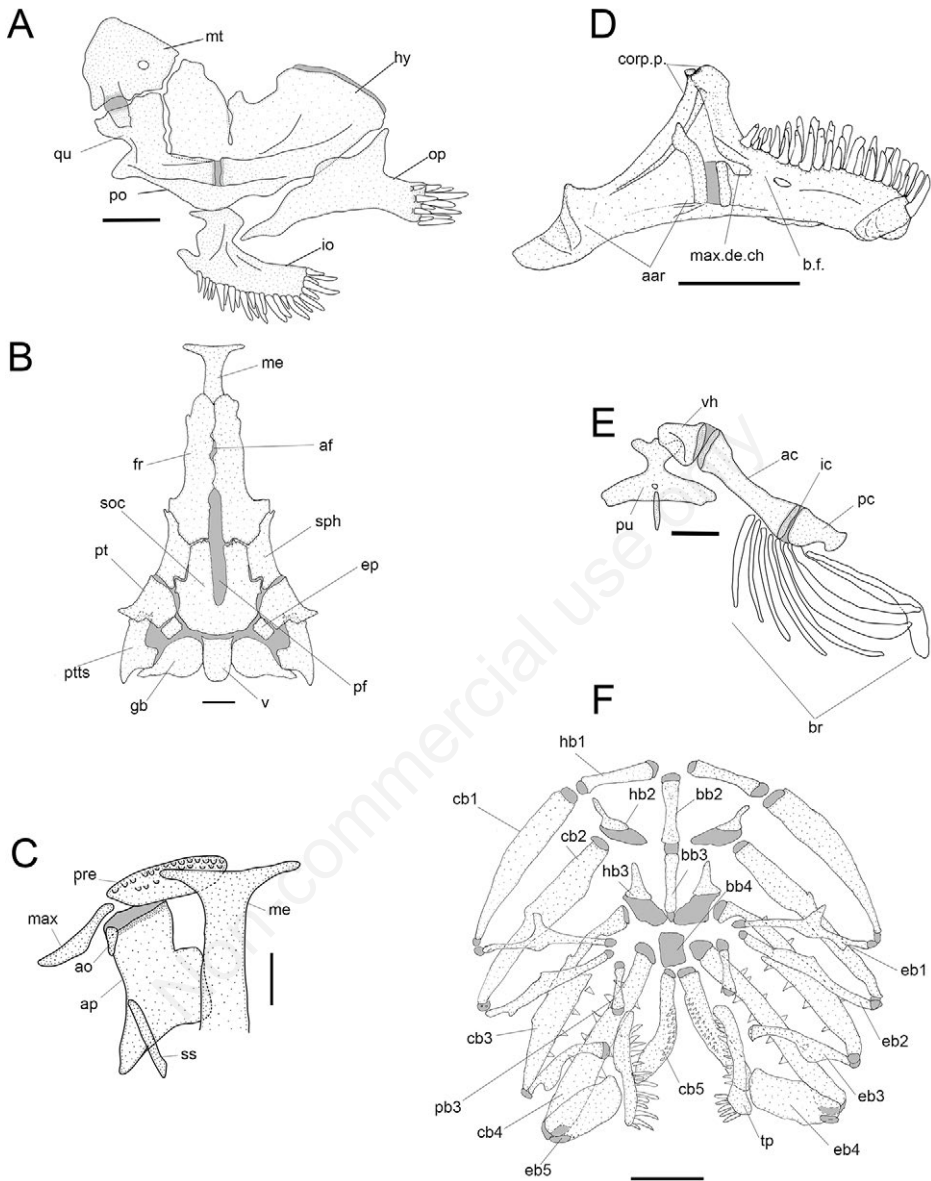 A
mt
hy
qu
op
po
io
B
me
af
fr
soc
sph
pt
ep
ptts
gb
v
pf
C
pre
max
me
ao
ap
ss
D
corp.p.
max.de.ch
b.f.
aar
E
vh
ac
ic
pc
pu
br
F
hb1
cb1
hb2
bb2
cb2
bb3
hb3
bb4
eb1
eb2
cb3
eb3
pb3
cb5
cb4
tp
eb4
eb5
Non-commercial use only